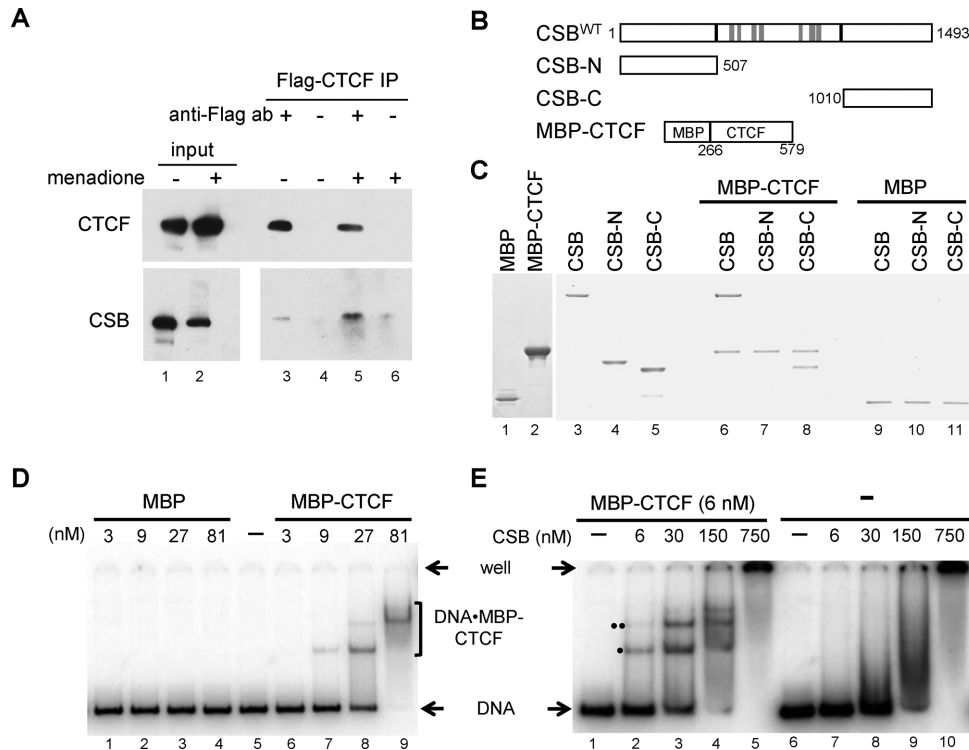 A
Flag-CTCF IP
anti-Flag ab + - + -
input
menadione - + - - + +
CTCF
CSB
1 2 3 4 5 6
B
CSBWT 1 1493
CSB-N 507
CSB-C 1010
MBP-CTCF MBP CTCF
266 579
C
MBP-CTCF MBP
MBP MBP-CTCF CSB CSB-N CSB-C CSB CSB-N CSB-C CSB CSB-N CSB-C
1 2 3 4 5 6 7 8 9 10 11
D
MBP MBP-CTCF
(nM) 3 9 27 81 – 3 9 27 81
well
DNA•MBP-
CTCF
DNA
1 2 3 4 5 6 7 8 9
E
MBP-CTCF (6 nM) –
CSB (nM) – 6 30 150 750 – 6 30 150 750
••
•
1 2 3 4 5 6 7 8 9 10